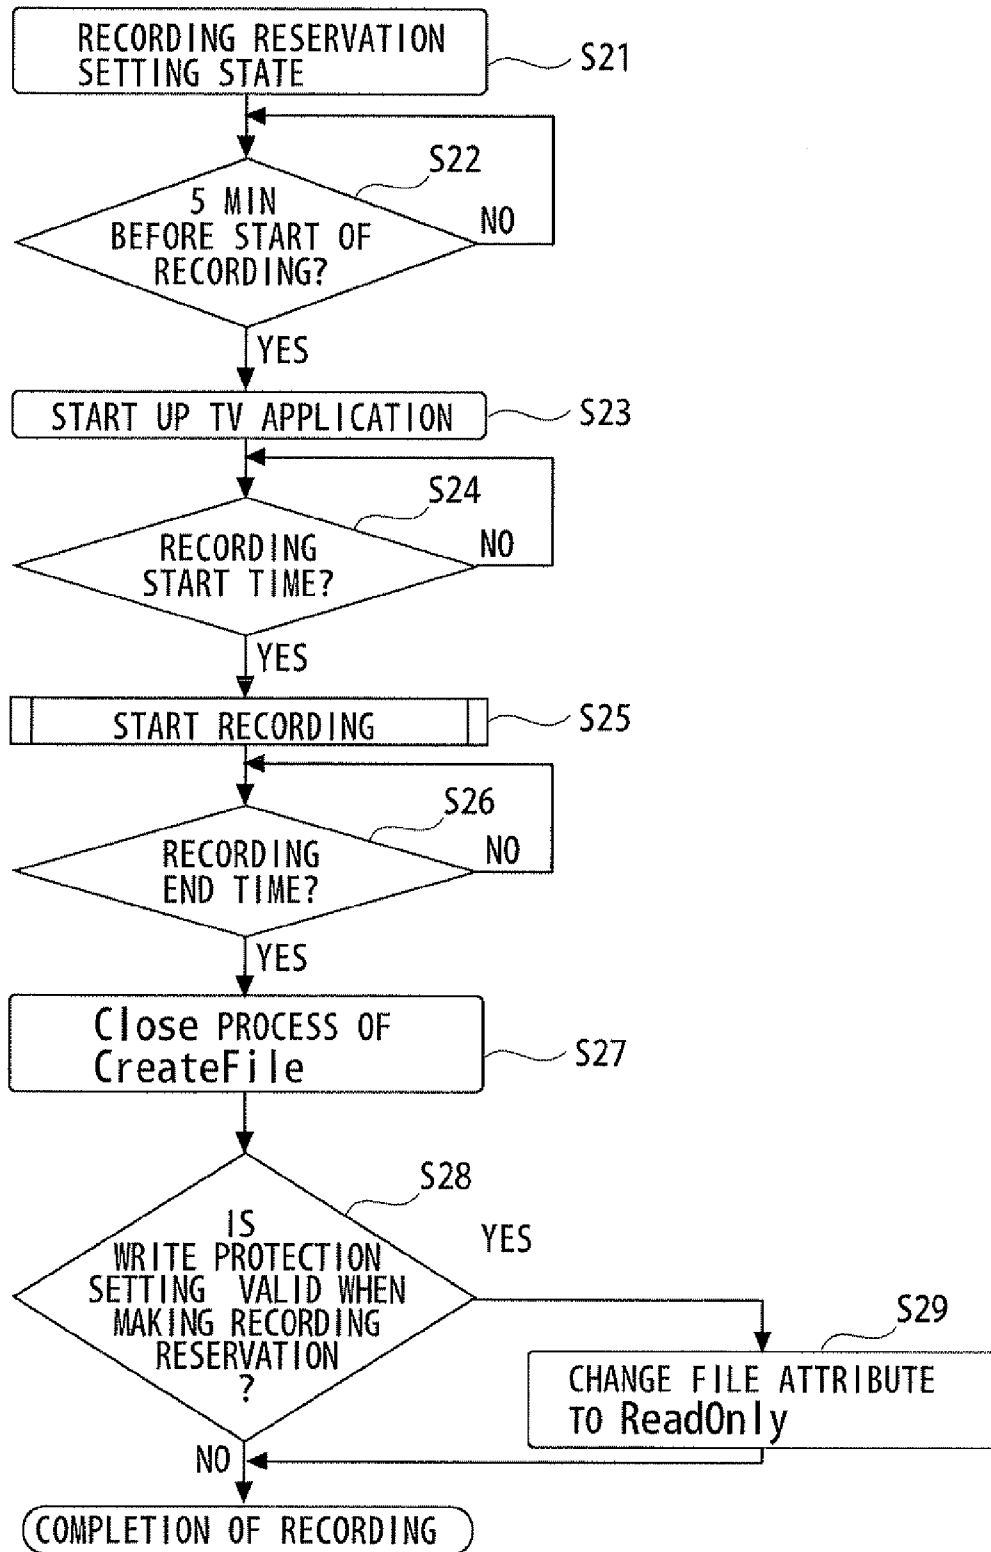 RECORDING RESERVATION
SETTING STATE
S21
S22
5 MIN
BEFORE START OF
RECORDING?
NO
YES
START UP TV APPLICATION
S23
S24
RECORDING
START TIME?
NO
YES
START RECORDING
S25
S26
RECORDING
END TIME?
NO
YES
Close PROCESS OF
CreateFile
S27
S28
IS
WRITE PROTECTION
SETTING VALID WHEN
MAKING RECORDING
RESERVATION
?
YES
S29
CHANGE FILE ATTRIBUTE
TO ReadOnly
NO
COMPLETION OF RECORDING